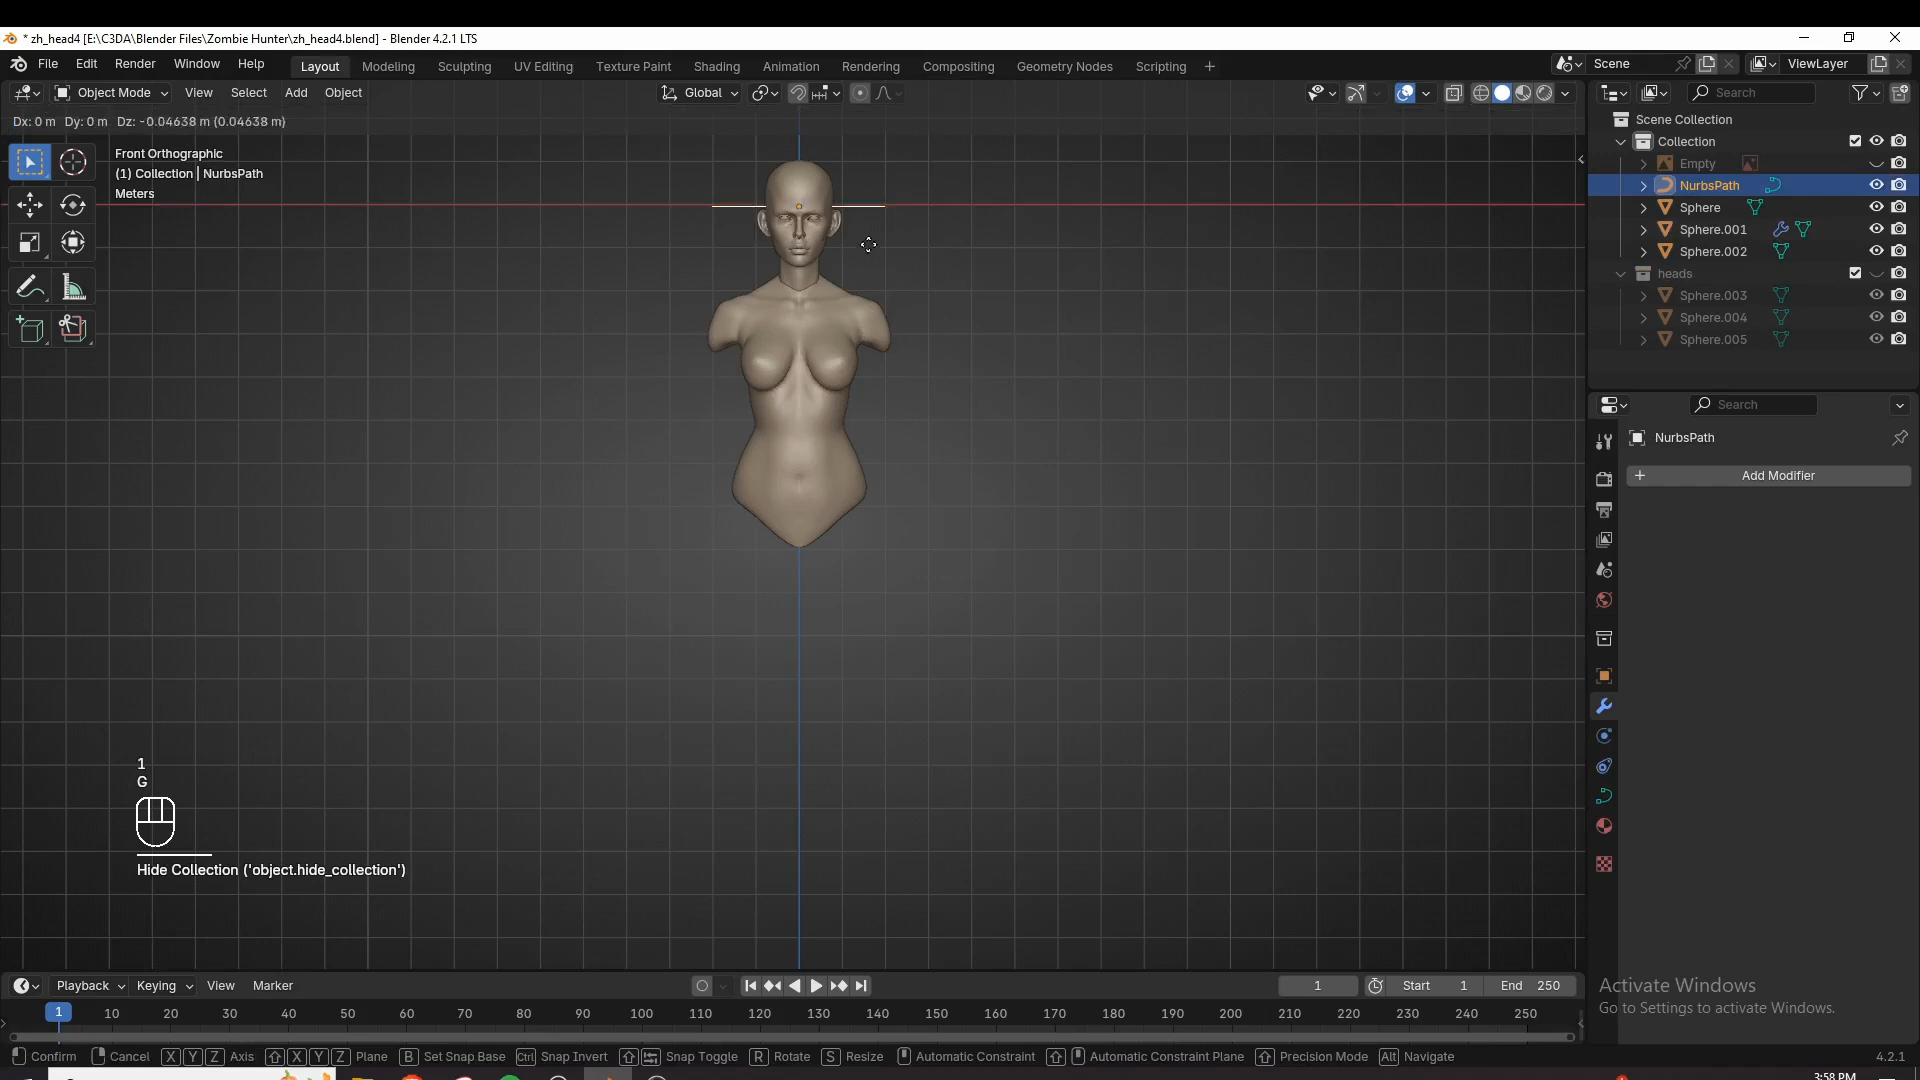 * zh_head4 [E:\C3DA\Blender Files\Zombie Hunter\zh_head4.blend] - Blender 4.2.1 LTS
File Edit Render Window Help Layout Modeling Sculpting UV Editing Texture Paint Shading Animation Rendering Compositing Geometry Nodes Scripting + Scene ViewLayer
Object Mode View Select Add Object Global Search
Dx: 0 m Dy: 0 m Dz: -0.04638 m (0.04638 m)
Front Orthographic
(1) Collection | NurbsPath
Meters
Scene Collection
Collection
Empty
NurbsPath
Sphere
Sphere.001
Sphere.002
heads
Sphere.003
Sphere.004
Sphere.005
Search
NurbsPath
+ Add Modifier
1
G
Hide Collection ('object.hide_collection')
Activate Windows
Go to Settings to activate Windows.
Playback Keying View Marker 1 Start 1 End 250
1 10 20 30 40 50 60 70 80 90 100 110 120 130 140 150 160 170 180 190 200 210 220 230 240 250
Confirm Cancel X Y Z Axis X Y Z Plane B Set Snap Base Ctrl Snap Invert Snap Toggle R Rotate S Resize Automatic Constraint Automatic Constraint Plane Precision Mode Alt Navigate 4.2.1
3:58 PM